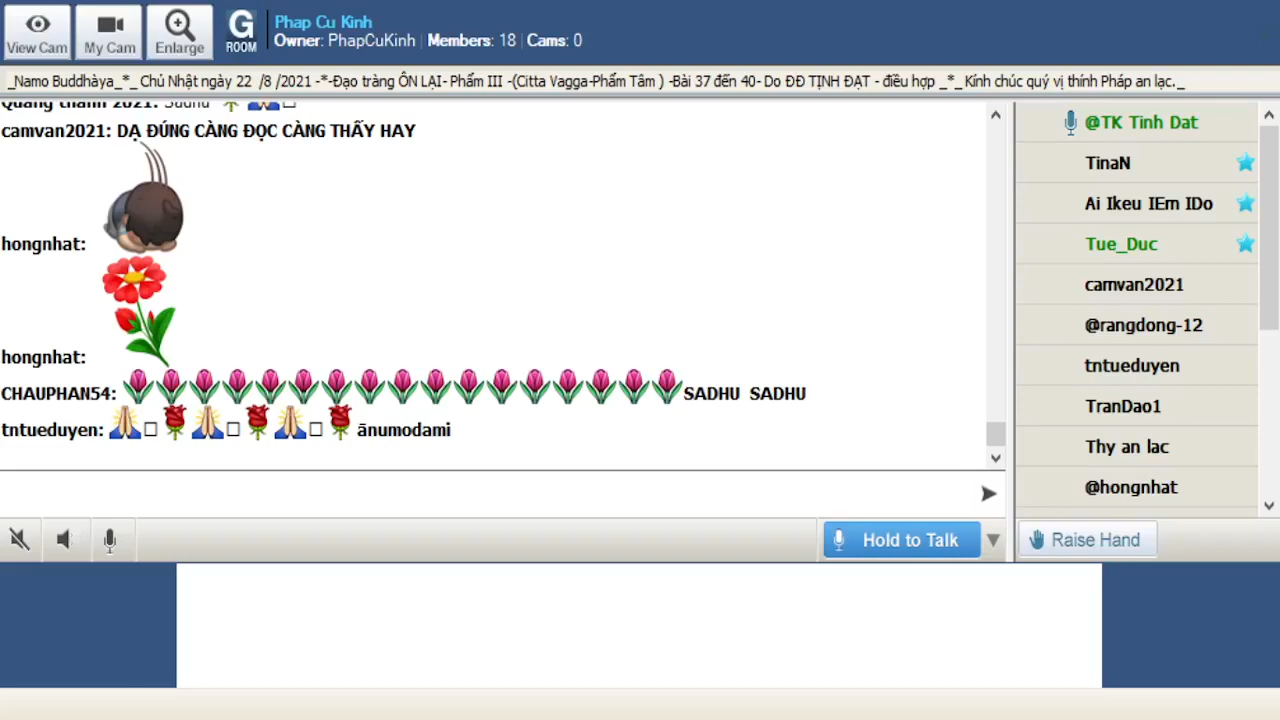 View Cam
My Cam
Enlarge
G
ROOM
Phap Cu Kinh
Owner: PhapCuKinh | Members: 18 | Cams: 0
_Namo Buddhàya_*_ Chủ Nhật ngày 22 /8 /2021 -*-Đạo tràng ÔN LẠI- Phẩm III -(Citta Vagga-Phẩm Tâm ) -Bài 37 đến 40- Do ĐĐ TỊNH ĐẠT - điều hợp _*_Kính chúc quý vị thính Pháp an lạc._
Quang thanh 2021: Sadhu
camvan2021: DẠ ĐÚNG CÀNG ĐỌC CÀNG THẤY HAY
hongnhat:
hongnhat:
CHAUPHAN54: SADHU SADHU
tntueduyen: ānumodami
@TK Tinh Dat
TinaN
Ai Ikeu IEm IDo
Tue_Duc
camvan2021
@rangdong-12
tntueduyen
TranDao1
Thy an lac
@hongnhat
Hold to Talk
Raise Hand